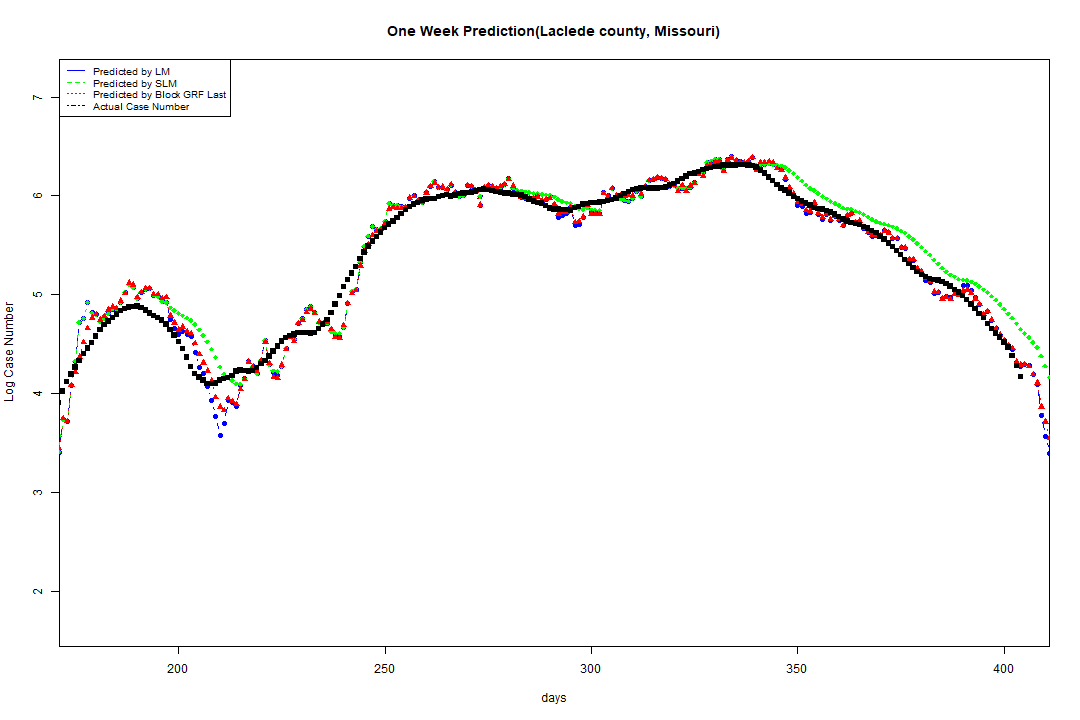 One Week Prediction(Laclede county, Missouri)
Predicted by LM
Predicted by SLM
Predicted by Block GRF Last
Actual Case Number
7
6
5
4
3
2
Log Case Number
200 250 300 350 400
days